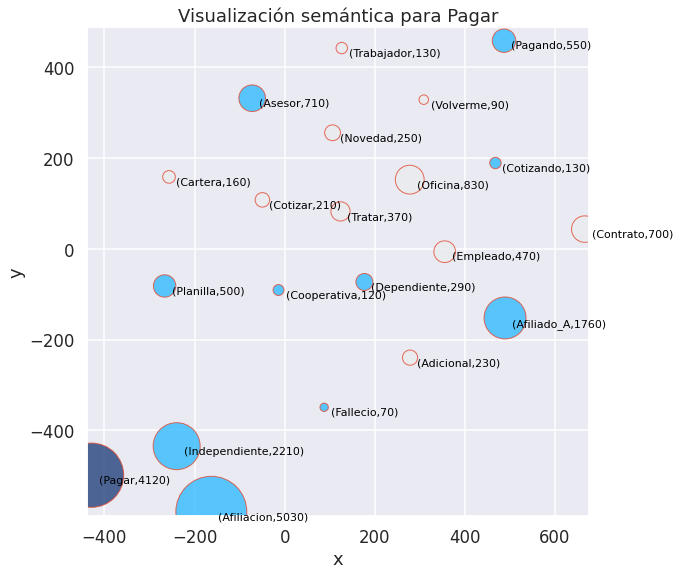 Visualización semántica para Pagar
(Pagando,550)
(Trabajador,130)
(Asesor,710)
(Volverme,90)
(Novedad,250)
(Cotizando,130)
(Cartera,160)
(Oficina,830)
(Cotizar,210)
(Tratar,370)
(Contrato,700)
(Empleado,470)
(Planilla,500)
(Cooperativa,120)
(Dependiente,290)
(Afiliado_A,1760)
(Adicional,230)
(Fallecio,70)
(Independiente,2210)
(Pagar,4120)
(Afiliacion,5030)
400
200
0
−200
−400
y
−400 −200 0 200 400 600
x